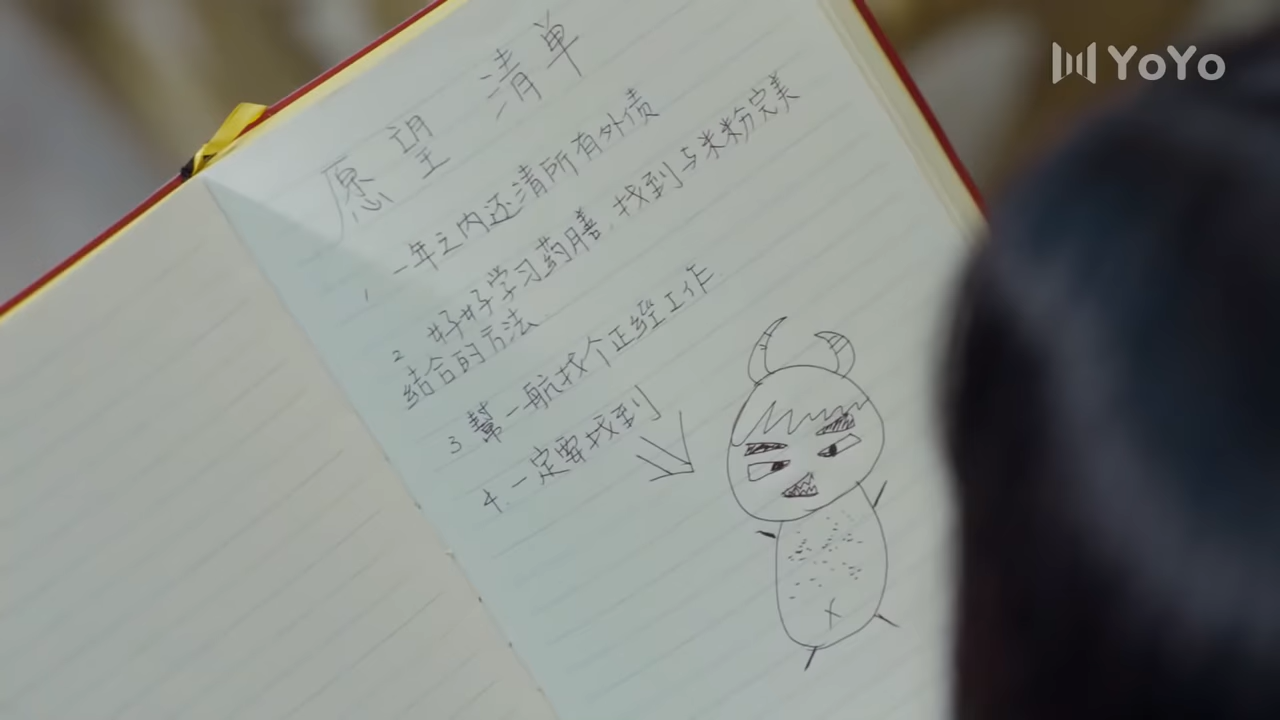 YoYo
愿望清单
1、一年之内还清所有外债
2 好好学习药膳,找到与米粉完美
结合的方法
3 幫一航找个正经工作
4.一定要找到